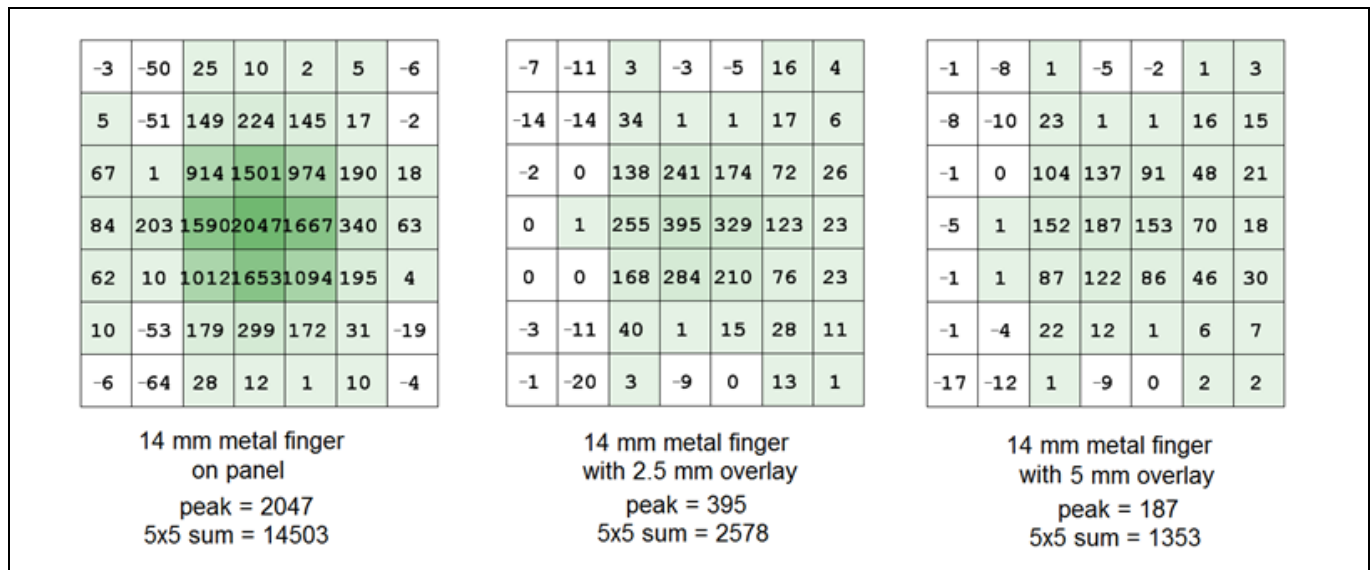 -3 -50 25 10 2 5 -6
5 -51 149 224 145 17 -2
67 1 914 1501 974 190 18
84 203 1590 2047 1667 340 63
62 10 1012 1653 1094 195 4
10 -53 179 299 172 31 -19
-6 -64 28 12 1 10 -4
14 mm metal finger
on panel
peak = 2047
5x5 sum = 14503
-7 -11 3 -3 -5 16 4
-14 -14 34 1 1 17 6
-2 0 138 241 174 72 26
0 1 255 395 329 123 23
0 0 168 284 210 76 23
-3 -11 40 1 15 28 11
-1 -20 3 -9 0 13 1
14 mm metal finger
with 2.5 mm overlay
peak = 395
5x5 sum = 2578
-1 -8 1 -5 -2 1 3
-8 -10 23 1 1 16 15
-1 0 104 137 91 48 21
-5 1 152 187 153 70 18
-1 1 87 122 86 46 30
-1 -4 22 12 1 6 7
-17 -12 1 -9 0 2 2
14 mm metal finger
with 5 mm overlay
peak = 187
5x5 sum = 1353